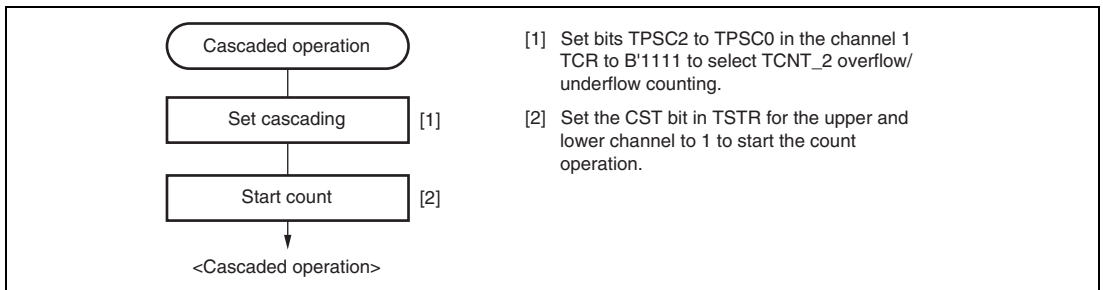 Cascaded operation
Set cascading
[1]
Start count
[2]
<Cascaded operation>
[1] Set bits TPSC2 to TPSC0 in the channel 1
TCR to B'1111 to select TCNT_2 overflow/
underflow counting.
[2] Set the CST bit in TSTR for the upper and
lower channel to 1 to start the count
operation.